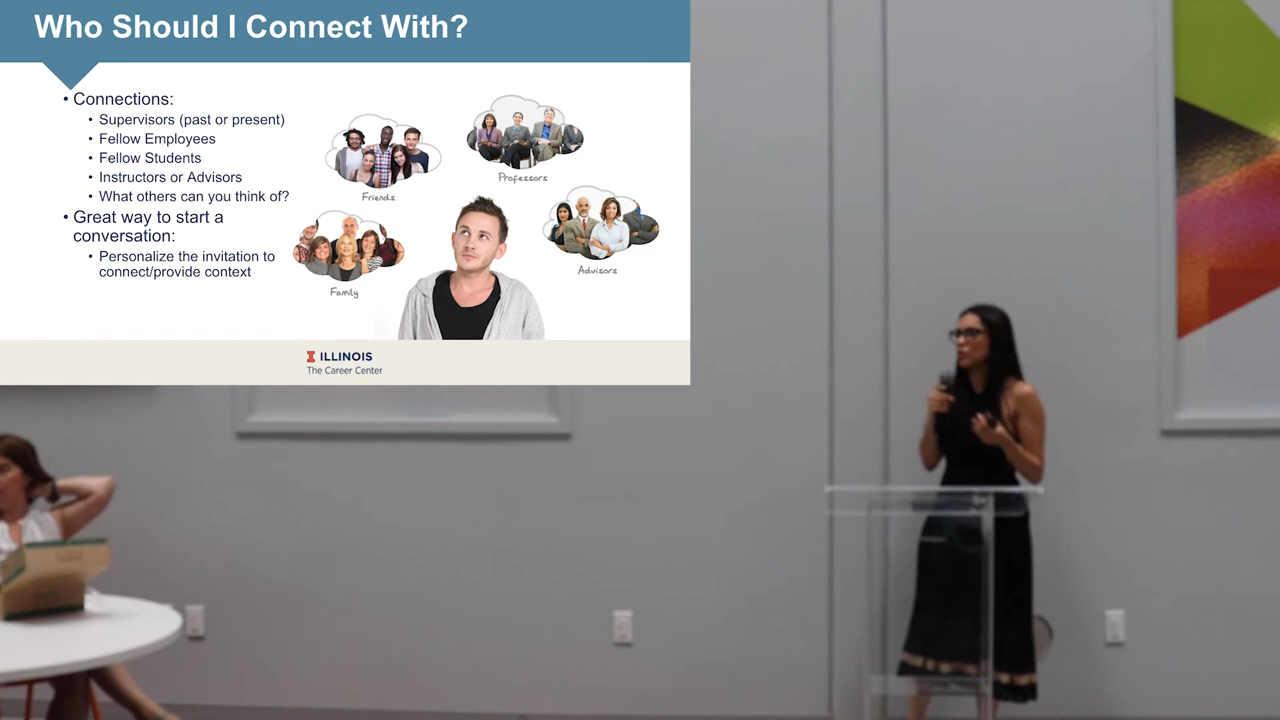 Who Should I Connect With?
• Connections:
• Supervisors (past or present)
• Fellow Employees
• Fellow Students
• Instructors or Advisors
• What others can you think of?
• Great way to start a
conversation:
• Personalize the invitation to
connect/provide context
Friends
Professors
Family
Advisors
I ILLINOIS
The Career Center